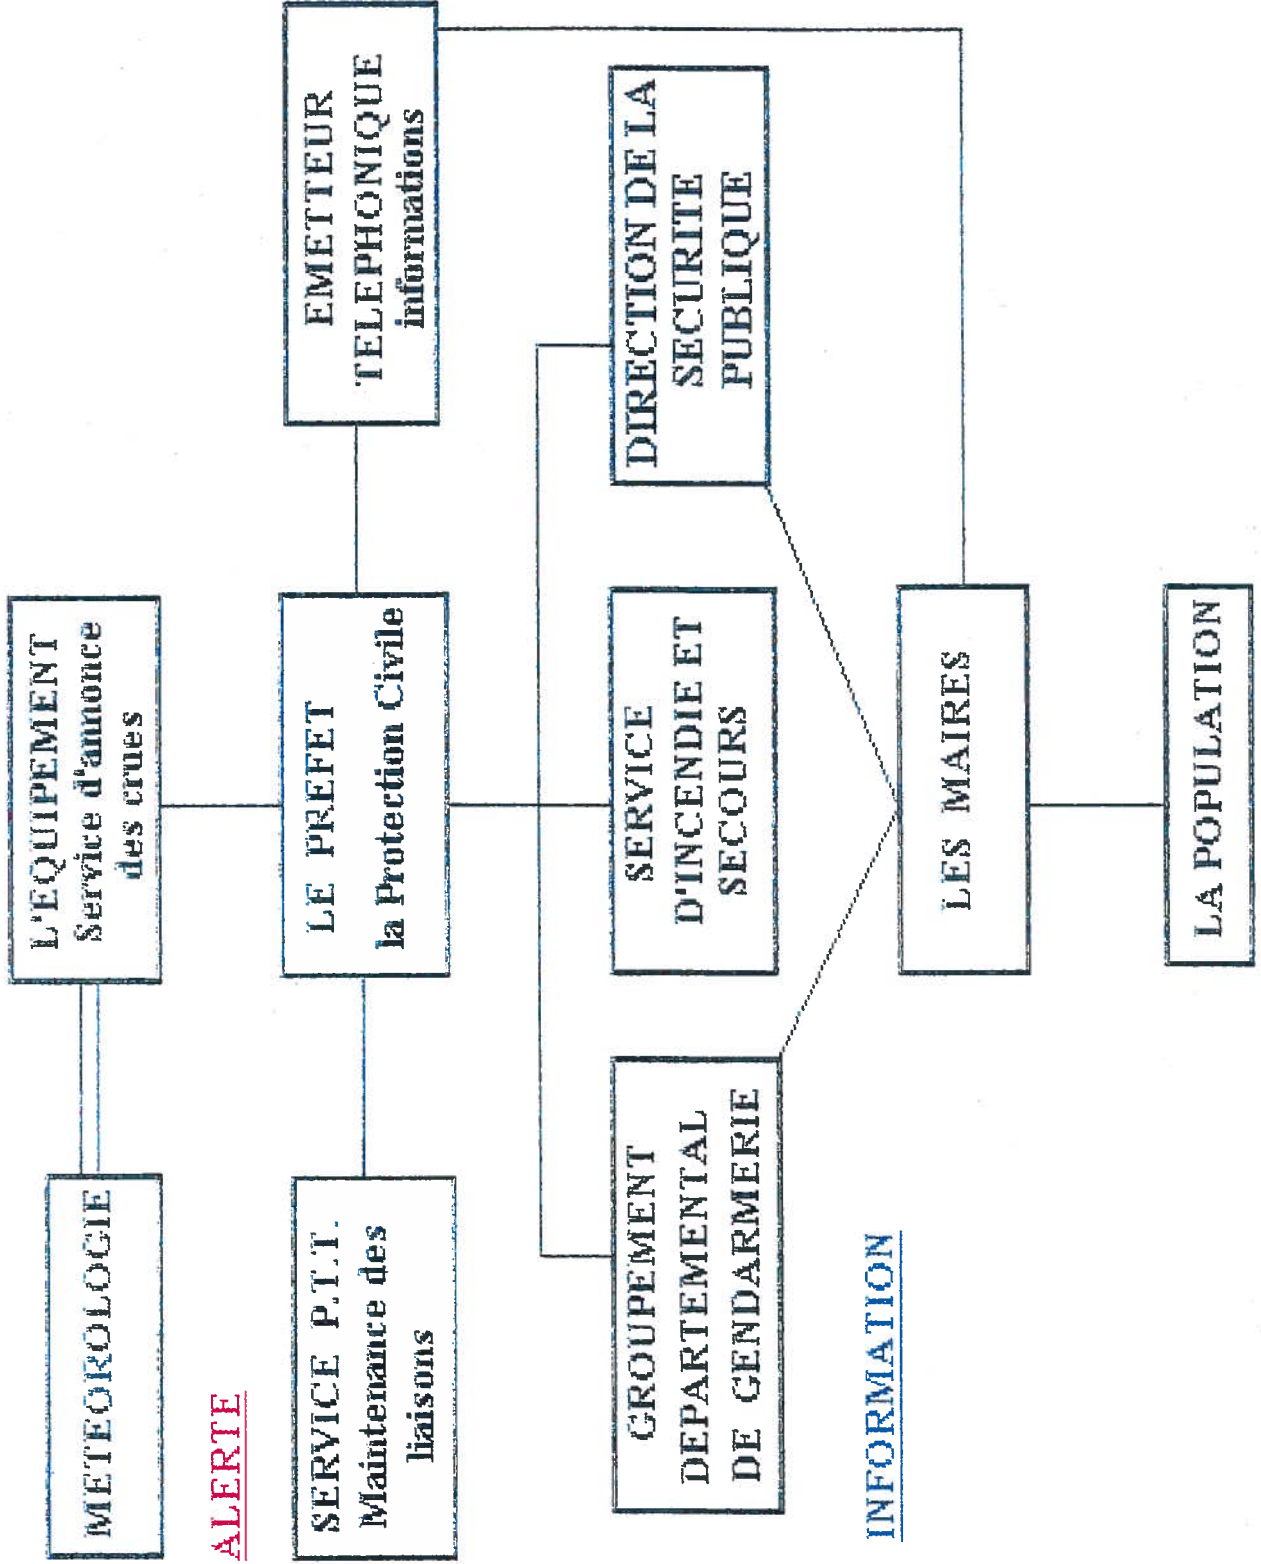 METEOROLOGIE
L'EQUIPEMENT
Service d'annonce
des crues
ALERTE
SERVICE P.T.T.
Maintenance des
liaisons
LE PREFET
la Protection Civile
EMETTEUR
TELEPHONIQUE
informations
GROUPEMENT
DEPARTEMENTAL
DE GENDARMERIE
SERVICE
D'INCENDIE ET
SECOURS
DIRECTION DE LA
SECURITE
PUBLIQUE
INFORMATION
LES MAIRES
LA POPULATION